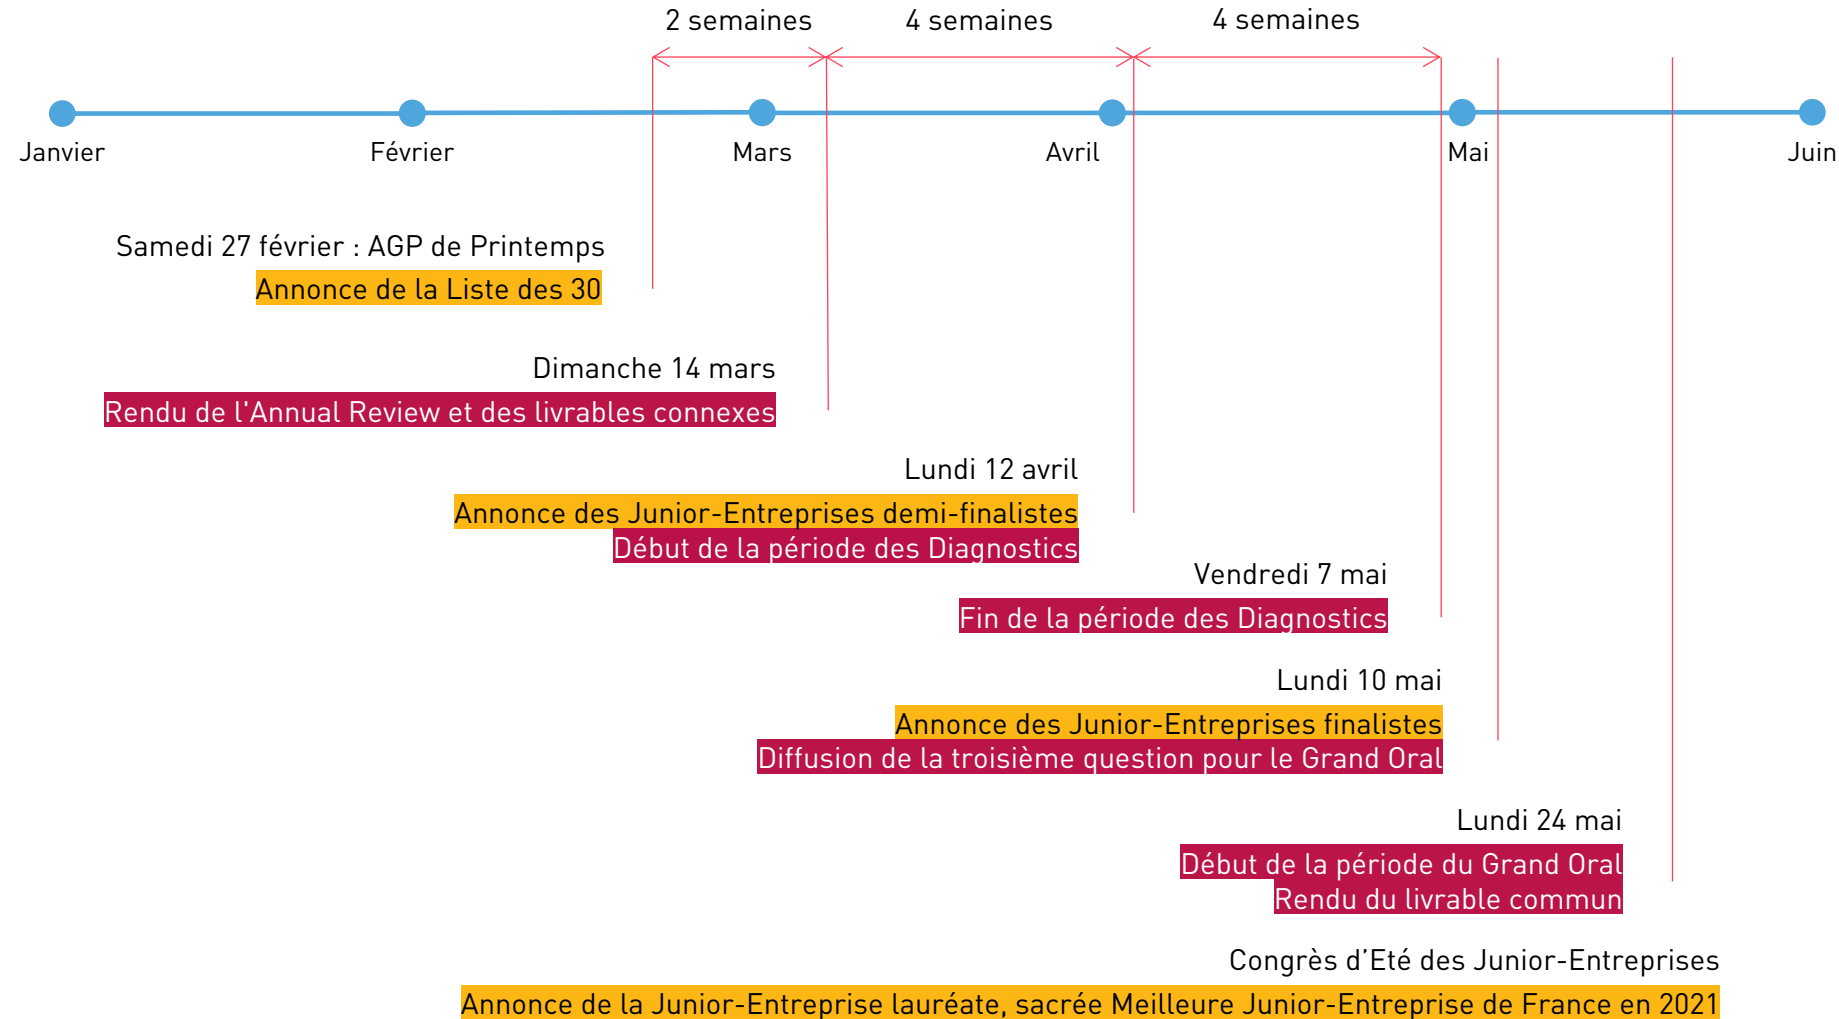 2 semaines
4 semaines
4 semaines
Janvier
Février
Mars
Avril
Mai
Juin
Samedi 27 février : AGP de Printemps
Annonce de la Liste des 30
Dimanche 14 mars
Rendu de l'Annual Review et des livrables connexes
Lundi 12 avril
Annonce des Junior-Entreprises demi-finalistes
Début de la période des Diagnostics
Vendredi 7 mai
Fin de la période des Diagnostics
Lundi 10 mai
Annonce des Junior-Entreprises finalistes
Diffusion de la troisième question pour le Grand Oral
Lundi 24 mai
Début de la période du Grand Oral
Rendu du livrable commun
Congrès d’Eté des Junior-Entreprises
Annonce de la Junior-Entreprise lauréate, sacrée Meilleure Junior-Entreprise de France en 2021